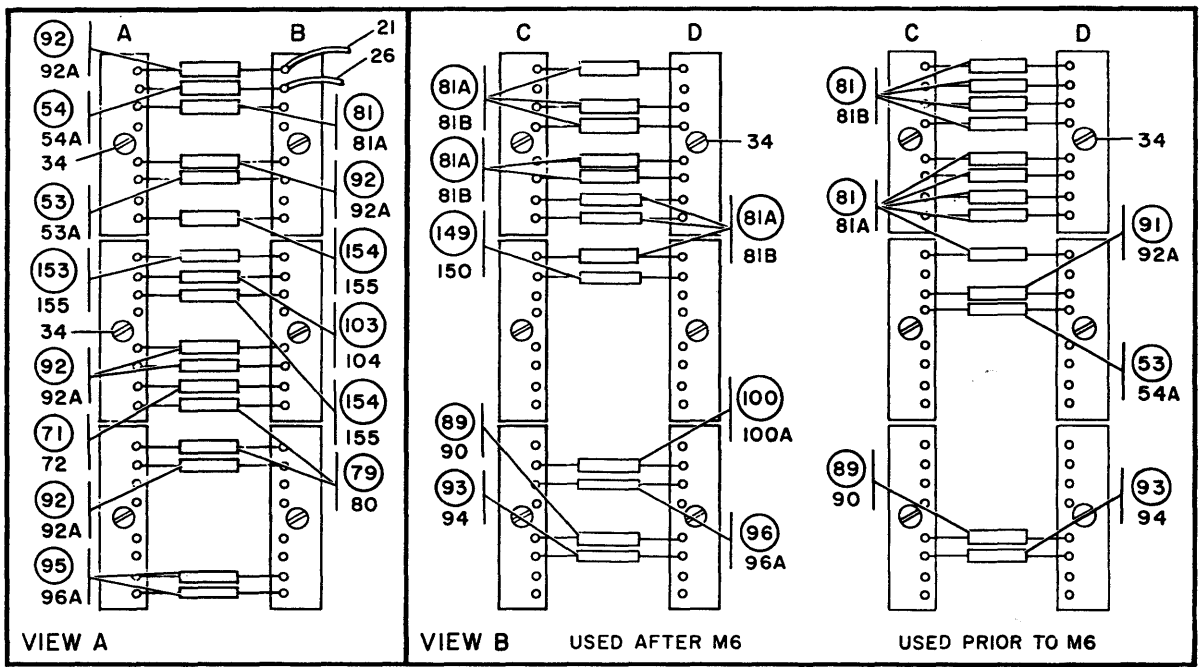 A
B
92
92A
21
26
54
54A
34
81
81A
92
92A
53
53A
154
155
153
155
34
103
104
92
92A
154
155
71
72
79
80
92
92A
95
96A
VIEW A
C
D
81A
81B
34
81A
81B
81A
81B
149
150
100
100A
89
90
93
94
96
96A
VIEW B
USED AFTER M6
C
D
81
81B
34
81
81A
91
92A
53
54A
89
90
93
94
USED PRIOR TO M6